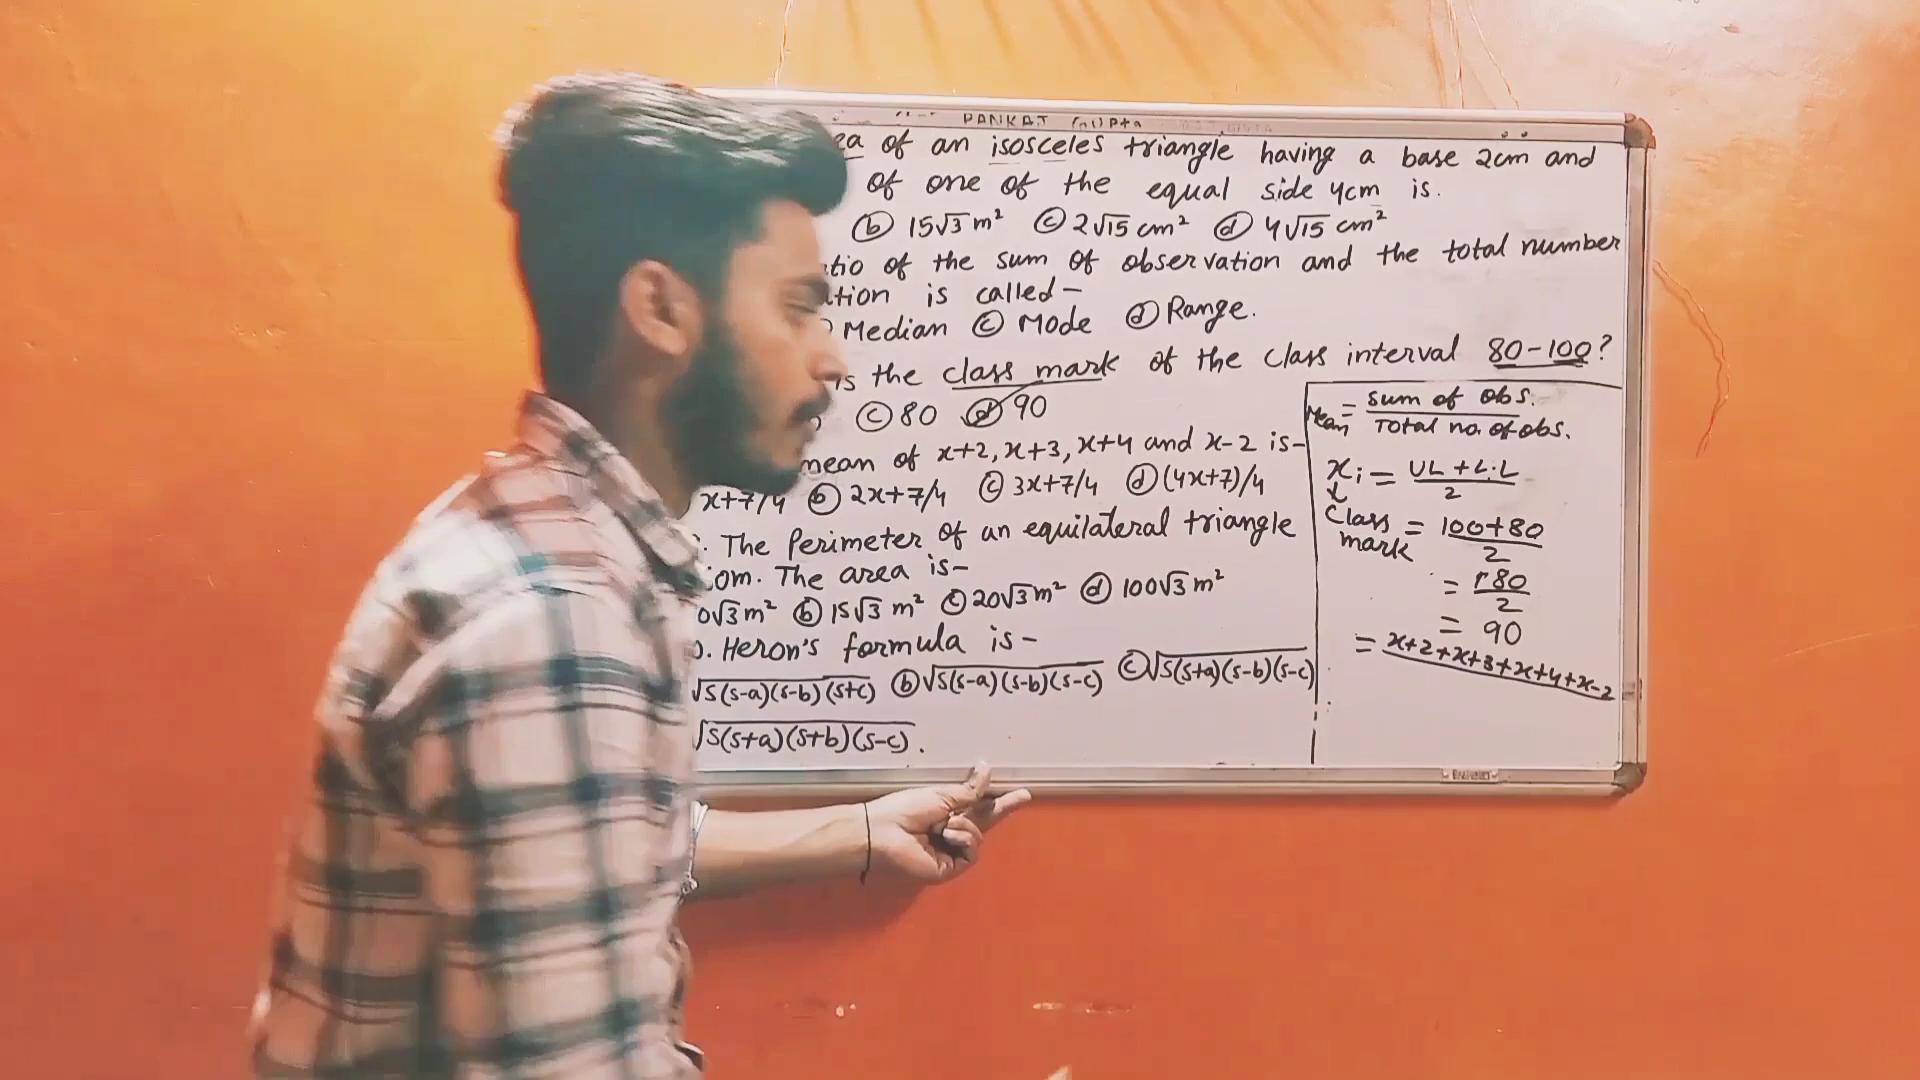 PANKAJ Gupta
ea of an isosceles triangle having a base 2cm and
of one of the equal side 4cm is.
(b) 15√3 m² (c) 2√15 cm² (d) 4√15 cm²
atio of the sum of observation and the total number
ation is called-
Median (c) Mode (d) Range.
is the class mark of the class interval 80-100?
(c) 80 (d) 90
mean of x+2, x+3, x+4 and x-2 is-
x+7/4 (b) 2x+7/4 (c) 3x+7/4 (d) (4x+7)/4
. The Perimeter of an equilateral triangle
om. The area is-
0√3 m² (b) 15√3 m² (c) 20√3 m² (d) 100√3 m²
. Heron's formula is-
√s(s-a)(s-b)(s+c) (b) √s(s-a)(s-b)(s-c) (c) √s(s+a)(s-b)(s-c)
√s(s+a)(s+b)(s-c).
Mean = sum of obs. / Total no. of obs.
xi = UL + L.L / 2
Class mark = 100+80 / 2
= 180 / 2
= 90
= x+2+x+3+x+4+x-2